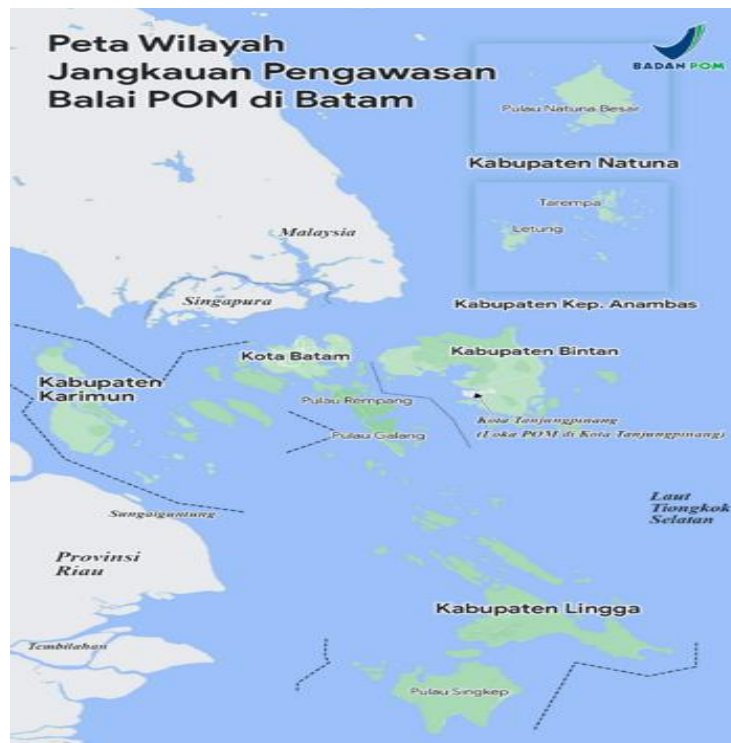 Peta Wilayah
Jangkauan Pengawasan
Balai POM di Batam
BADAN POM
Pulau Natuna Besar
Kabupaten Natuna
Tarempa
Letung
Kabupaten Kep. Anambas
Malaysia
Singapura
Kota Batam
Kabupaten Bintan
Kabupaten
Karimun
Pulau Rempang
Pulau Galang
Kota Tanjungpinang
(Loka POM di Kota Tanjungpinang)
Sungaiguntung
Laut
Tiongkok
Selatan
Provinsi
Riau
Kabupaten Lingga
Tembilahan
Pulau Singkep